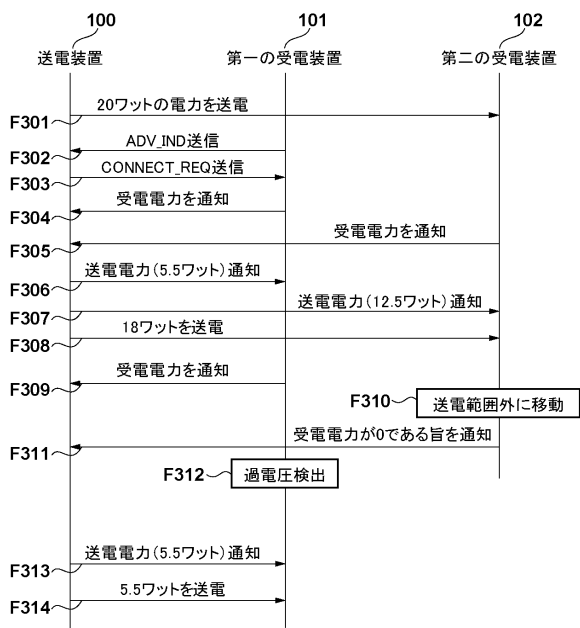 100
101
102
送電装置
第一の受電装置
第二の受電装置
20ワットの電力を送電
F301
ADV_IND送信
F302
CONNECT_REQ送信
F303
受電電力を通知
F304
受電電力を通知
F305
送電電力(5.5ワット)通知
F306
送電電力(12.5ワット)通知
F307
18ワットを送電
F308
受電電力を通知
F309
F310
送電範囲外に移動
受電電力が0である旨を通知
F311
F312
過電圧検出
送電電力(5.5ワット)通知
F313
5.5ワットを送電
F314